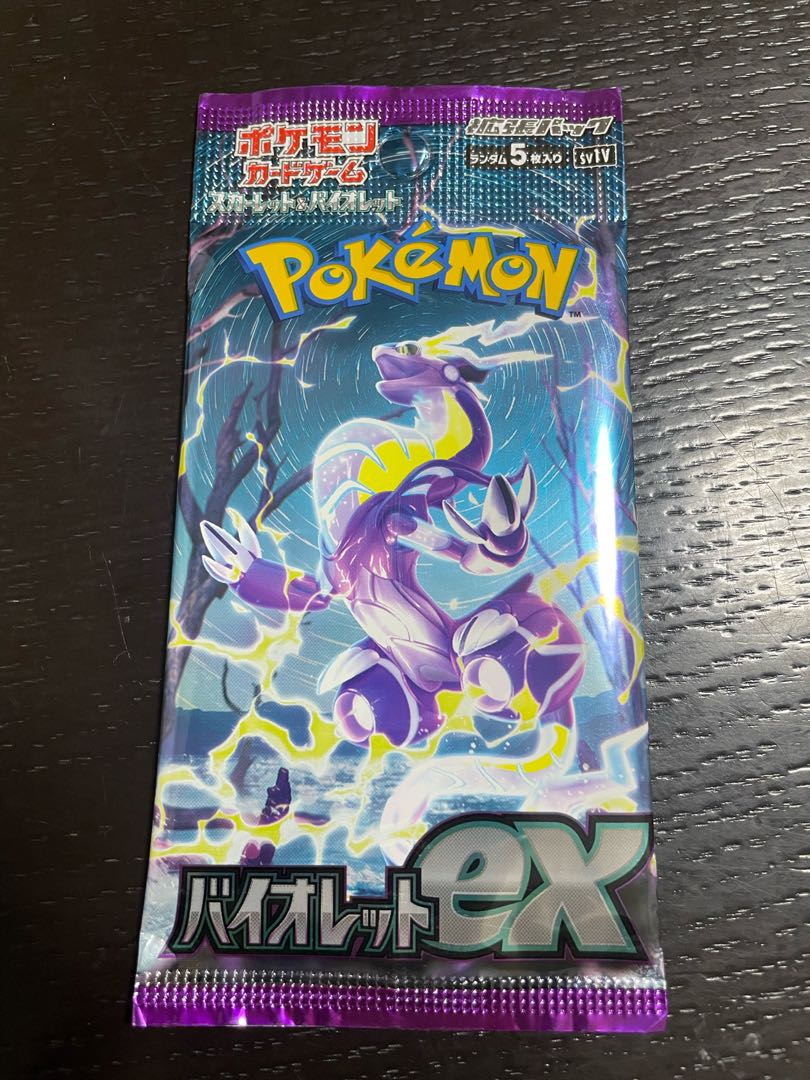 ポケモン
カードゲーム
スカーレット&バイオレット
拡張パック
ランダム5枚入り SV1V
POKéMON
TM
バイオレットex